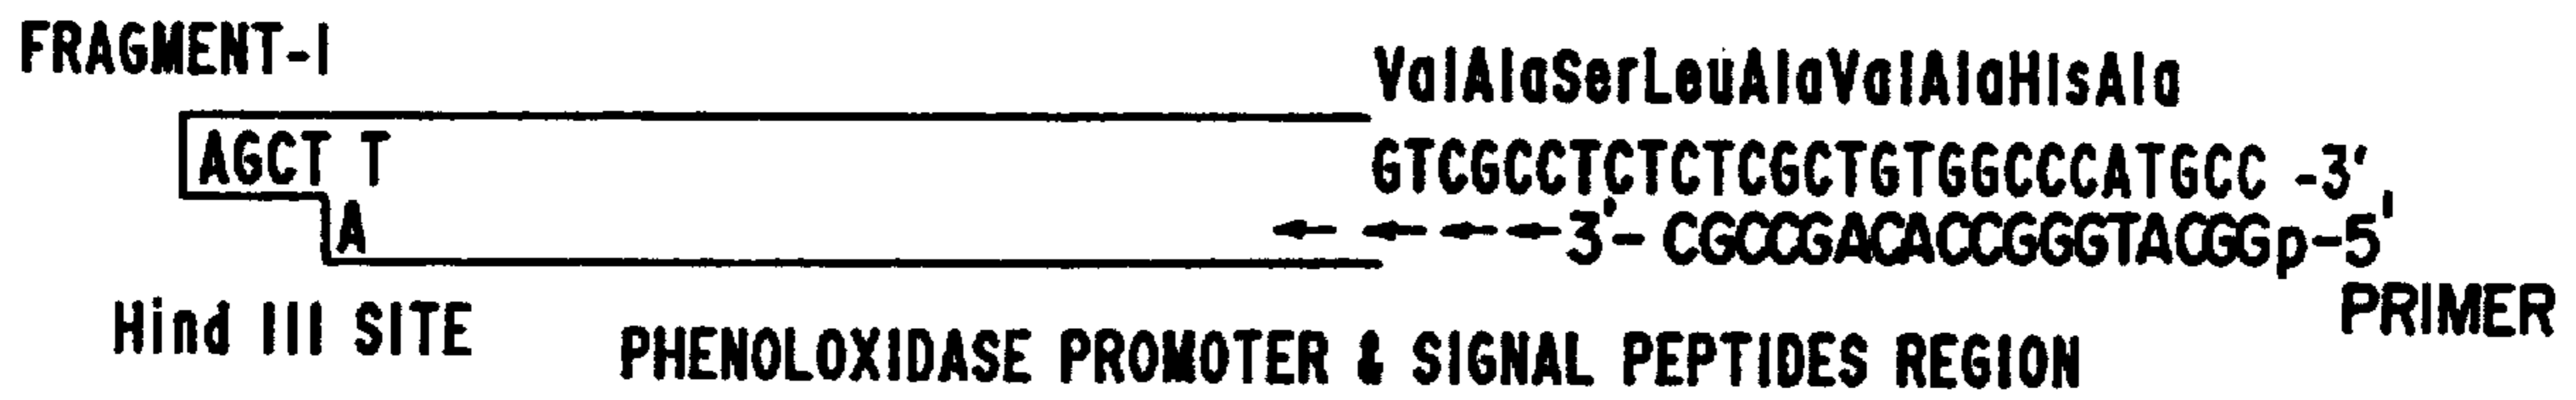 FRAGMENT-I
ValAlaSerLeuAlaValAlaHisAla
AGCT T
GTCGCCTCTCTCGCTGTGGCCCATGCC -3'
A
3'- CGCCGACACCGGGTACGGp-5'
PRIMER
Hind III SITE
PHENOLOXIDASE PROMOTER & SIGNAL PEPTIDES REGION